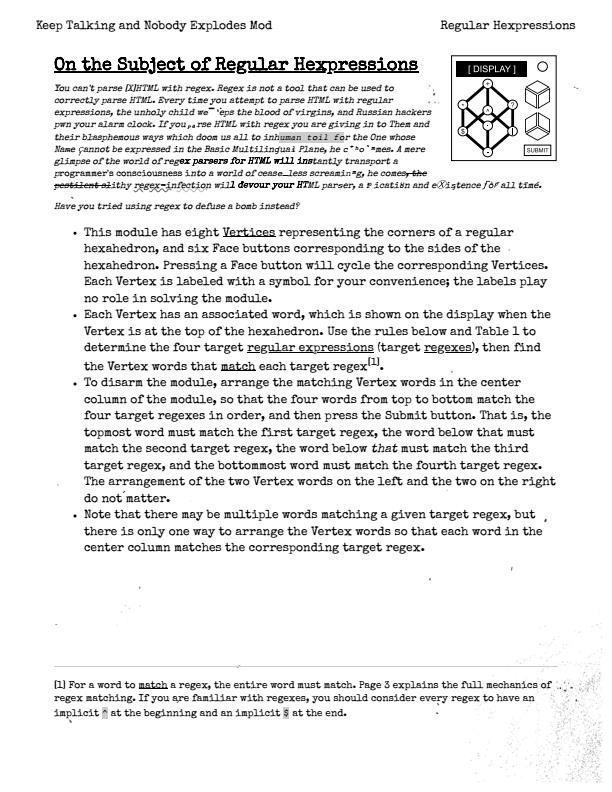 Keep Talking and Nobody Explodes Mod
Regular Hexpressions
On the Subject of Regular Hexpressions
[ DISPLAY ]
SUBMIT
You can't parse [X]HTML with regex. Regex is not a tool that can be used to
correctly parse HTML. Every time you attempt to parse HTML with regular
expressions, the unholy child the blood of virgins, and Russian hackers
pwn your alarm clock. If you HTML with regex you are giving in to Them and
their blasphemous ways which doom us all to inhuman toil for the One whose
Name cannot be expressed in the Basic Multilingual Plane, he A mere
glimpse of the world of regex parsers for HTML will instantly transport a
programmer's consciousness into a world of ceaseless screaming, he comes, the
pestilent slithy regex-infection will devour your HTML parser, and existence for all time.
Have you tried using regex to defuse a bomb instead?
• This module has eight Vertices representing the corners of a regular
hexahedron, and six Face buttons corresponding to the sides of the
hexahedron. Pressing a Face button will cycle the corresponding Vertices.
Each Vertex is labeled with a symbol for your convenience; the labels play
no role in solving the module.
• Each Vertex has an associated word, which is shown on the display when the
Vertex is at the top of the hexahedron. Use the rules below and Table 1 to
determine the four target regular expressions (target regexes), then find
the Vertex words that match each target regex[1].
• To disarm the module, arrange the matching Vertex words in the center
column of the module, so that the four words from top to bottom match the
four target regexes in order, and then press the Submit button. That is, the
topmost word must match the first target regex, the word below that must
match the second target regex, the word below that must match the third
target regex, and the bottommost word must match the fourth target regex.
The arrangement of the two Vertex words on the left and the two on the right
do not matter.
• Note that there may be multiple words matching a given target regex, but
there is only one way to arrange the Vertex words so that each word in the
center column matches the corresponding target regex.
[1] For a word to match a regex, the entire word must match. Page 3 explains the full mechanics of
regex matching. If you are familiar with regexes, you should consider every regex to have an
implicit ^ at the beginning and an implicit $ at the end.